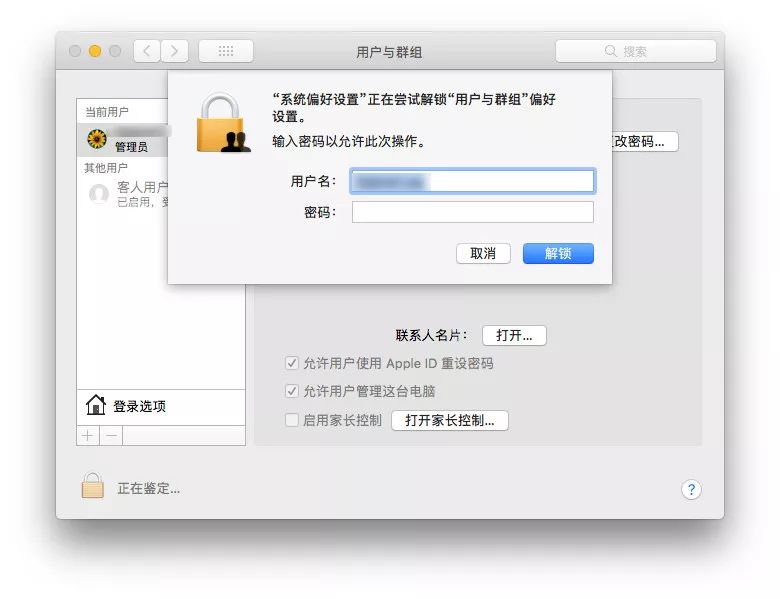 用户与群组
搜索
“系统偏好设置”正在尝试解锁“用户与群组”偏好
设置。
输入密码以允许此次操作。
用户名：
密码：
取消
解锁
当前用户
管理员
其他用户
客人用户
已启用，
改密码...
联系人名片：
打开...
允许用户使用 Apple ID 重设密码
允许用户管理这台电脑
启用家长控制
打开家长控制...
登录选项
正在鉴定...
?